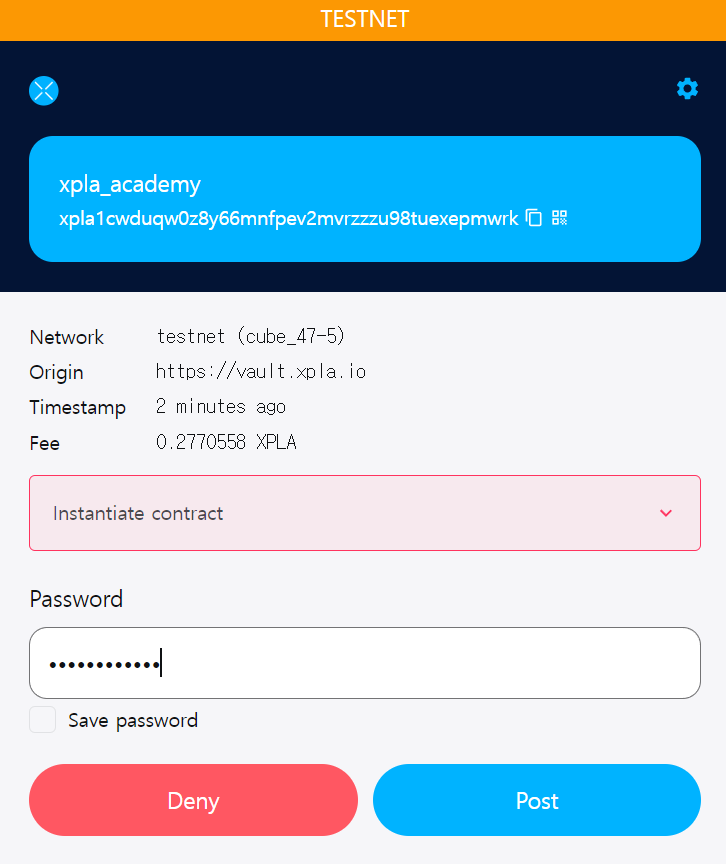 TESTNET
xpla_academy
xpla1cwduqw0z8y66mnfpev2mvrzzzu98tuexepmwrk
Network testnet (cube_47-5)
Origin https://vault.xpla.io
Timestamp 2 minutes ago
Fee 0.2770558 XPLA
Instantiate contract
Password
••••••••••••
Save password
Deny Post